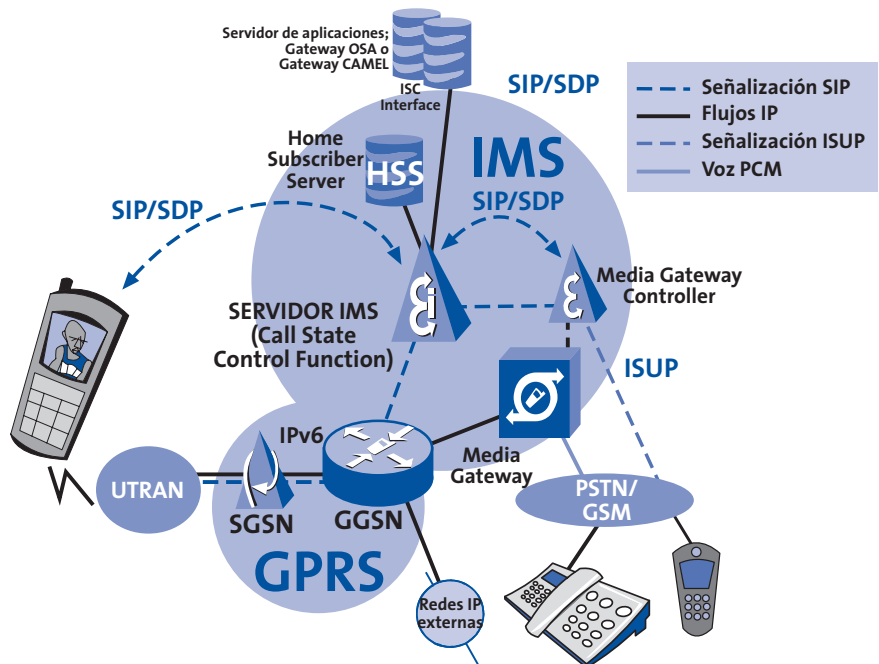 Servidor de aplicaciones;
Gateway OSA o
Gateway CAMEL
ISC
Interface
SIP/SDP
Señalización SIP
Flujos IP
Señalización ISUP
Voz PCM
Home
Subscriber
Server
HSS
IMS
SIP/SDP
SIP/SDP
Media Gateway
Controller
SERVIDOR IMS
(Call State
Control Function)
i
ISUP
IPv6
Media
Gateway
UTRAN
SGSN
GGSN
PSTN/
GSM
GPRS
Redes IP
externas